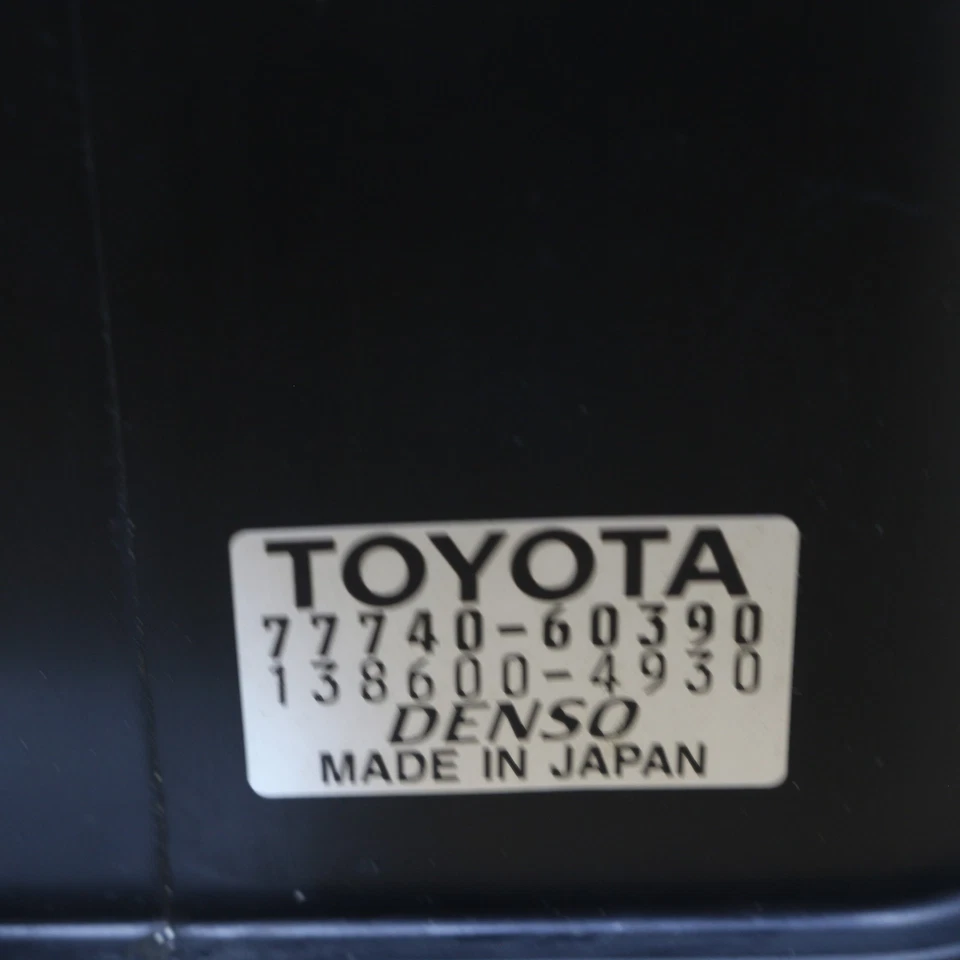 TOYOTA
77740-60390
138600-4930
DENSO
MADE IN JAPAN